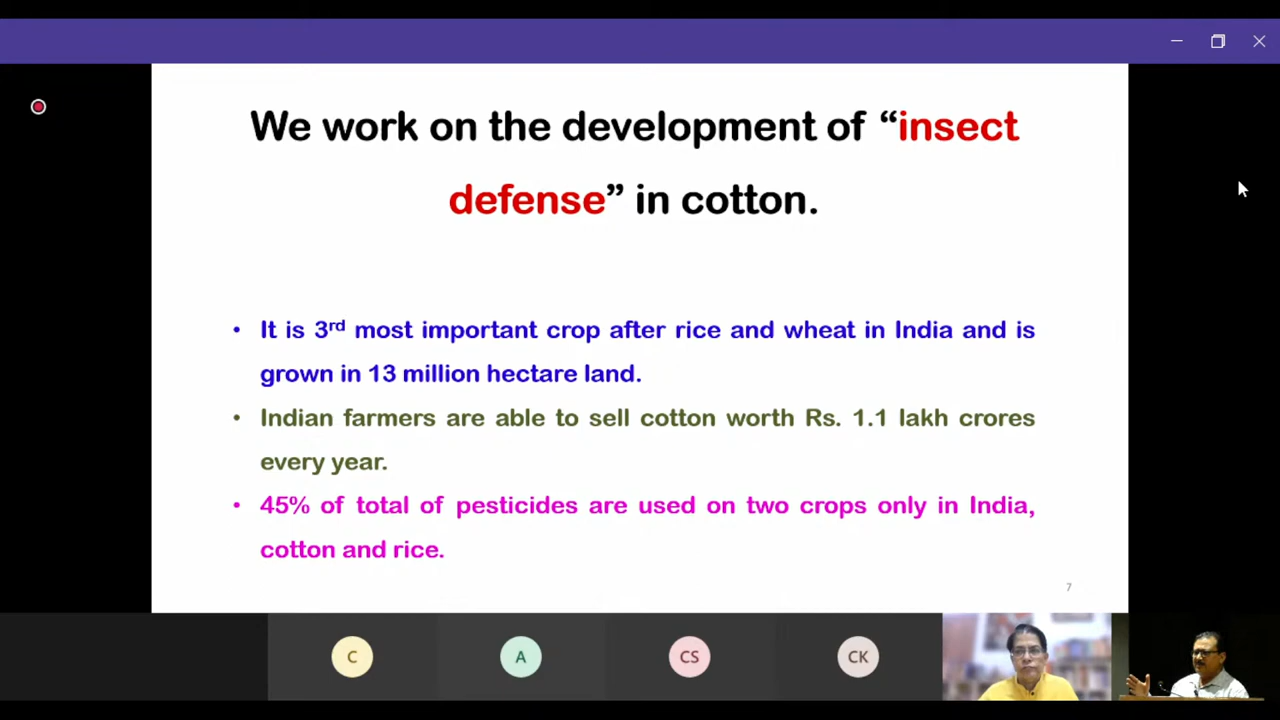 We work on the development of “insect
defense” in cotton.
• It is 3rd most important crop after rice and wheat in India and is
grown in 13 million hectare land.
• Indian farmers are able to sell cotton worth Rs. 1.1 lakh crores
every year.
• 45% of total of pesticides are used on two crops only in India,
cotton and rice.
7
C
A
CS
CK